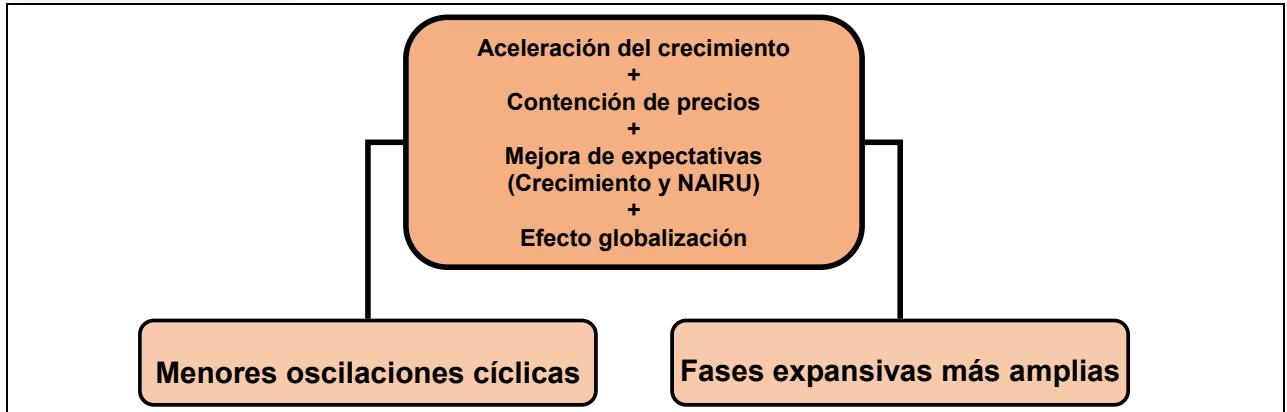 Aceleración del crecimiento
+
Contención de precios
+
Mejora de expectativas
(Crecimiento y NAIRU)
+
Efecto globalización
Menores oscilaciones cíclicas
Fases expansivas más amplias